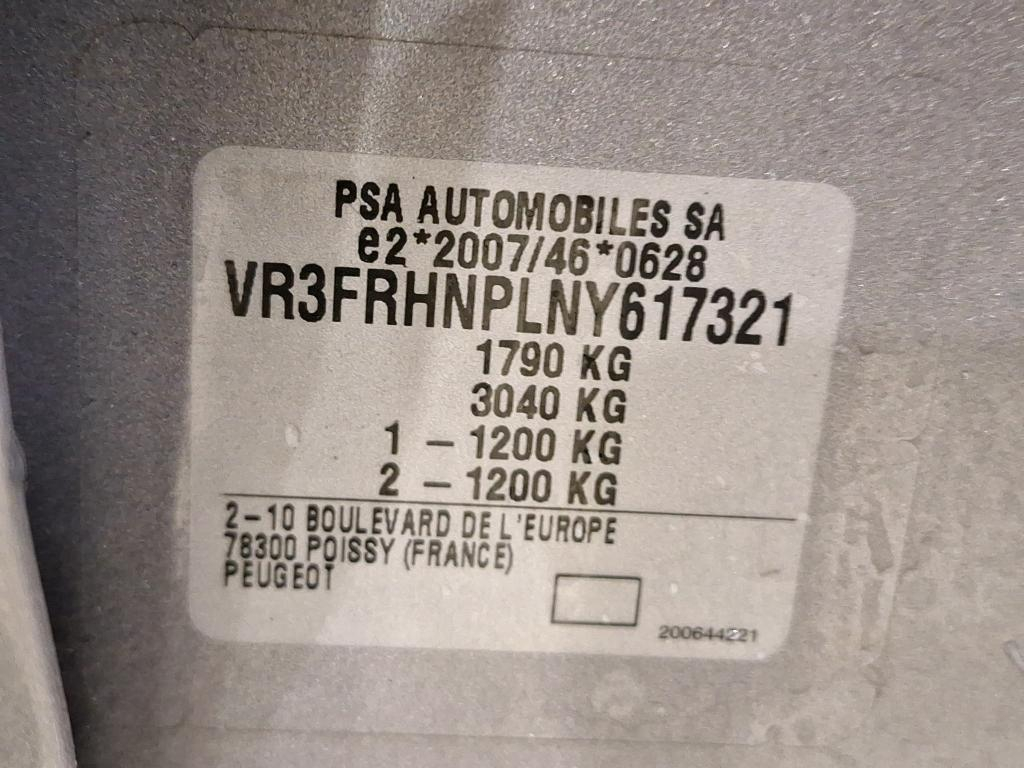 PSA AUTOMOBILES SA
e2*2007/46*0628
VR3FRHNPLNY617321
1790 KG
3040 KG
1 – 1200 KG
2 – 1200 KG
2–10 BOULEVARD DE L'EUROPE
78300 POISSY (FRANCE)
PEUGEOT
200644221